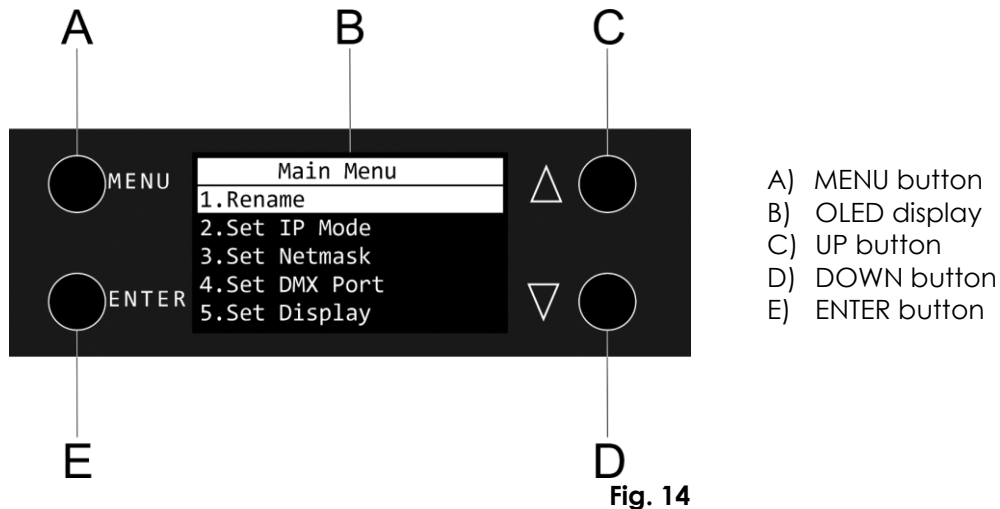 A
B
C
MENU
Main Menu
1.Rename
2.Set IP Mode
3.Set Netmask
4.Set DMX Port
5.Set Display
ENTER
A) MENU button
B) OLED display
C) UP button
D) DOWN button
E) ENTER button
E
D
Fig. 14